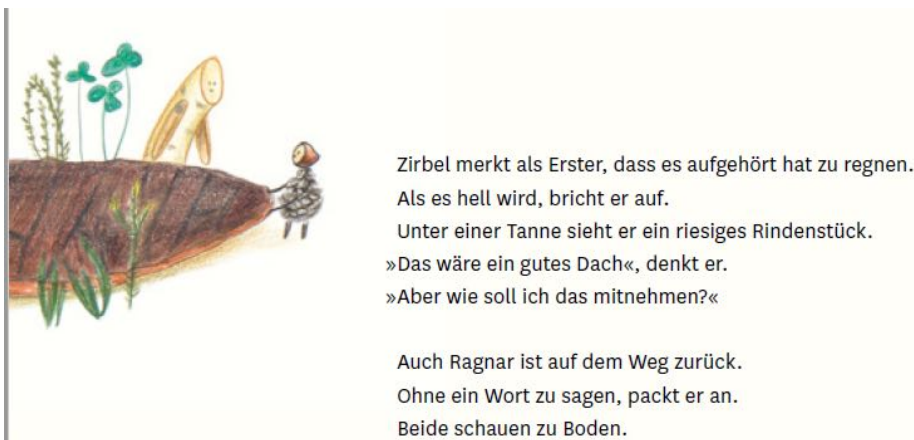 Zirbel merkt als Erster, dass es aufgehört hat zu regnen.
Als es hell wird, bricht er auf.
Unter einer Tanne sieht er ein riesiges Rindenstück.
»Das wäre ein gutes Dach«, denkt er.
»Aber wie soll ich das mitnehmen?«
Auch Ragnar ist auf dem Weg zurück.
Ohne ein Wort zu sagen, packt er an.
Beide schauen zu Boden.